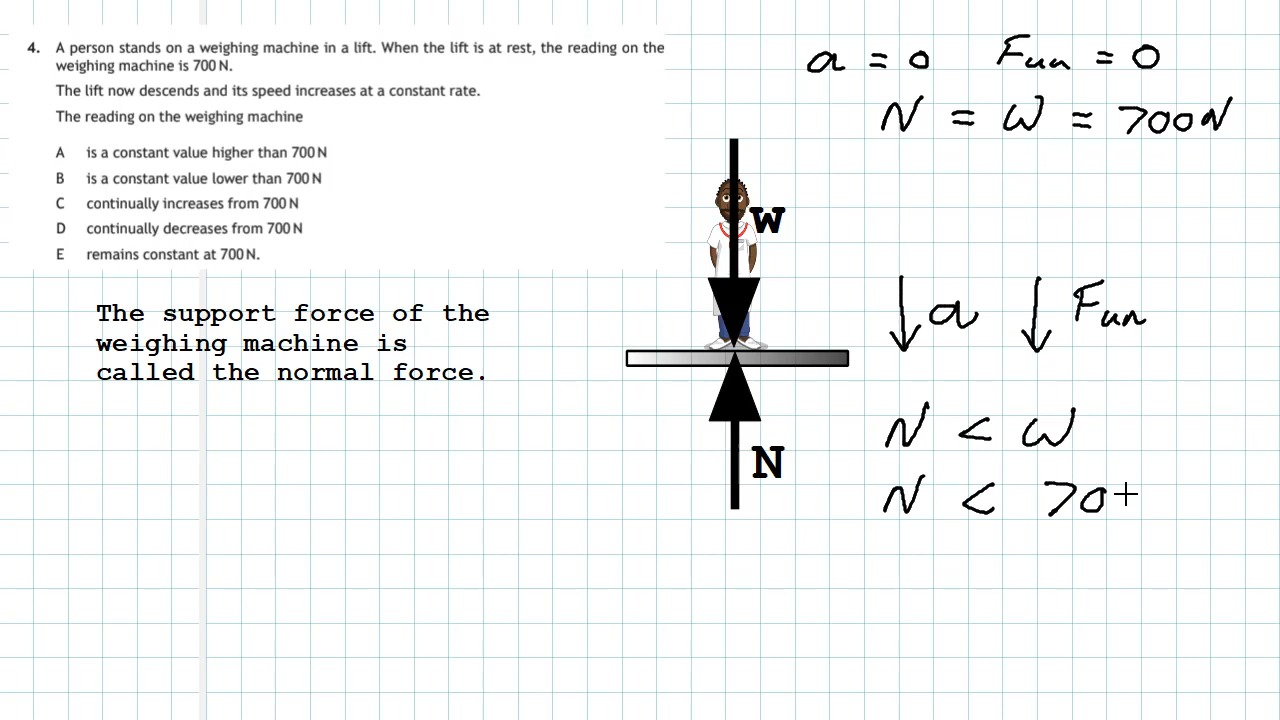 4. A person stands on a weighing machine in a lift. When the lift is at rest, the reading on the
weighing machine is 700 N.
The lift now descends and its speed increases at a constant rate.
The reading on the weighing machine
A is a constant value higher than 700 N
B is a constant value lower than 700 N
C continually increases from 700 N
D continually decreases from 700 N
E remains constant at 700 N.
The support force of the
weighing machine is
called the normal force.
W
N
a = 0 Fun = 0
N = W = 700N
↓ a ↓ Fun
N < W
N < 70